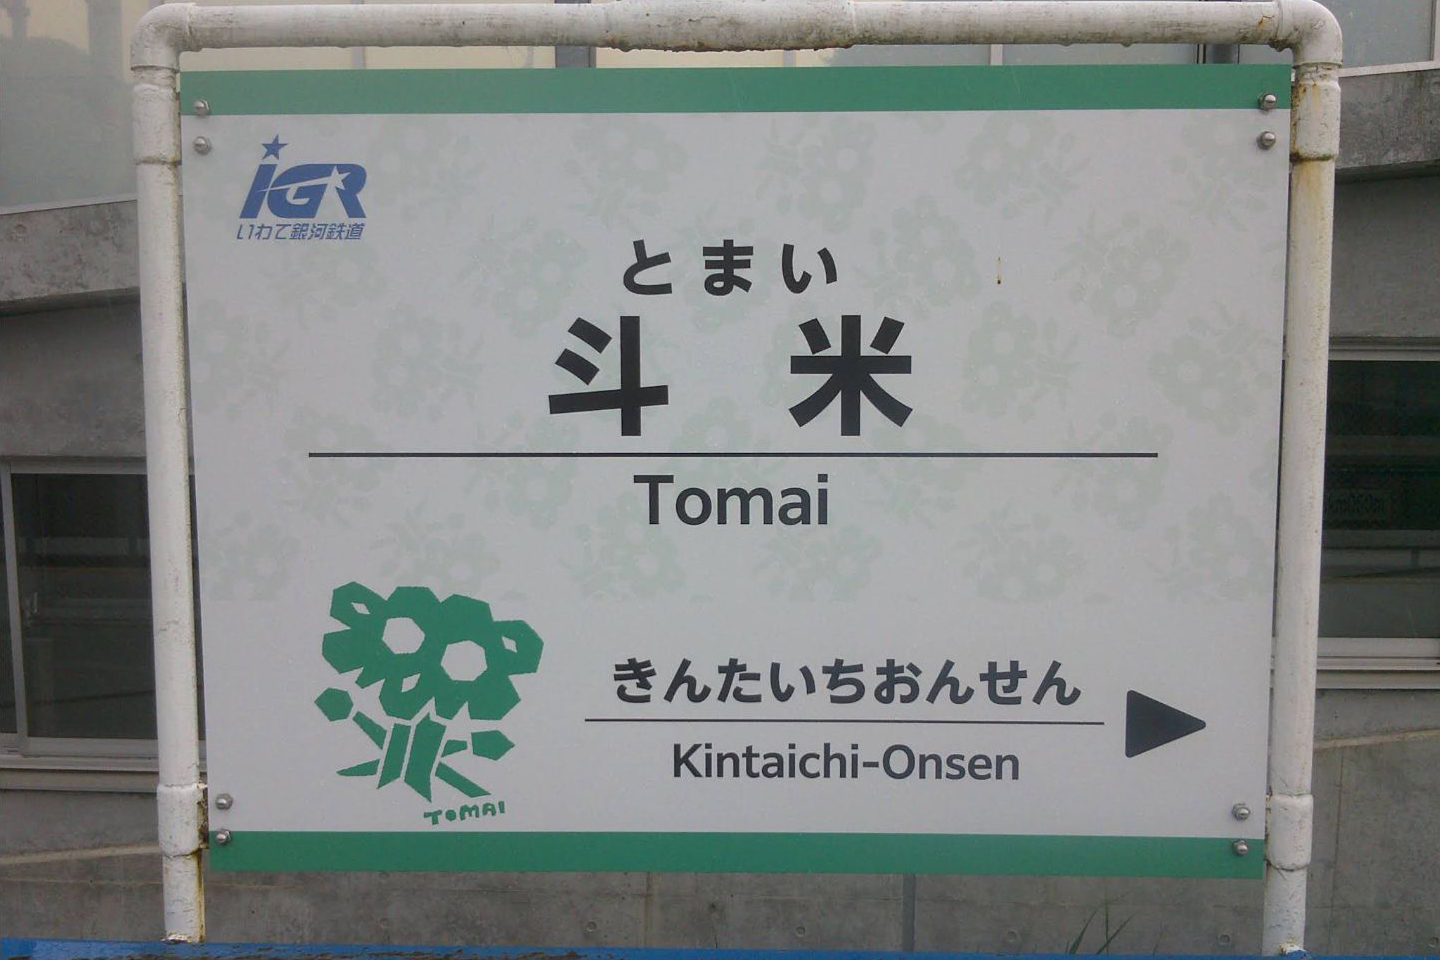 IGR
いわて銀河鉄道
とまい
斗米
Tomai
きんたいちおんせん
Kintaichi-Onsen
TOMAI